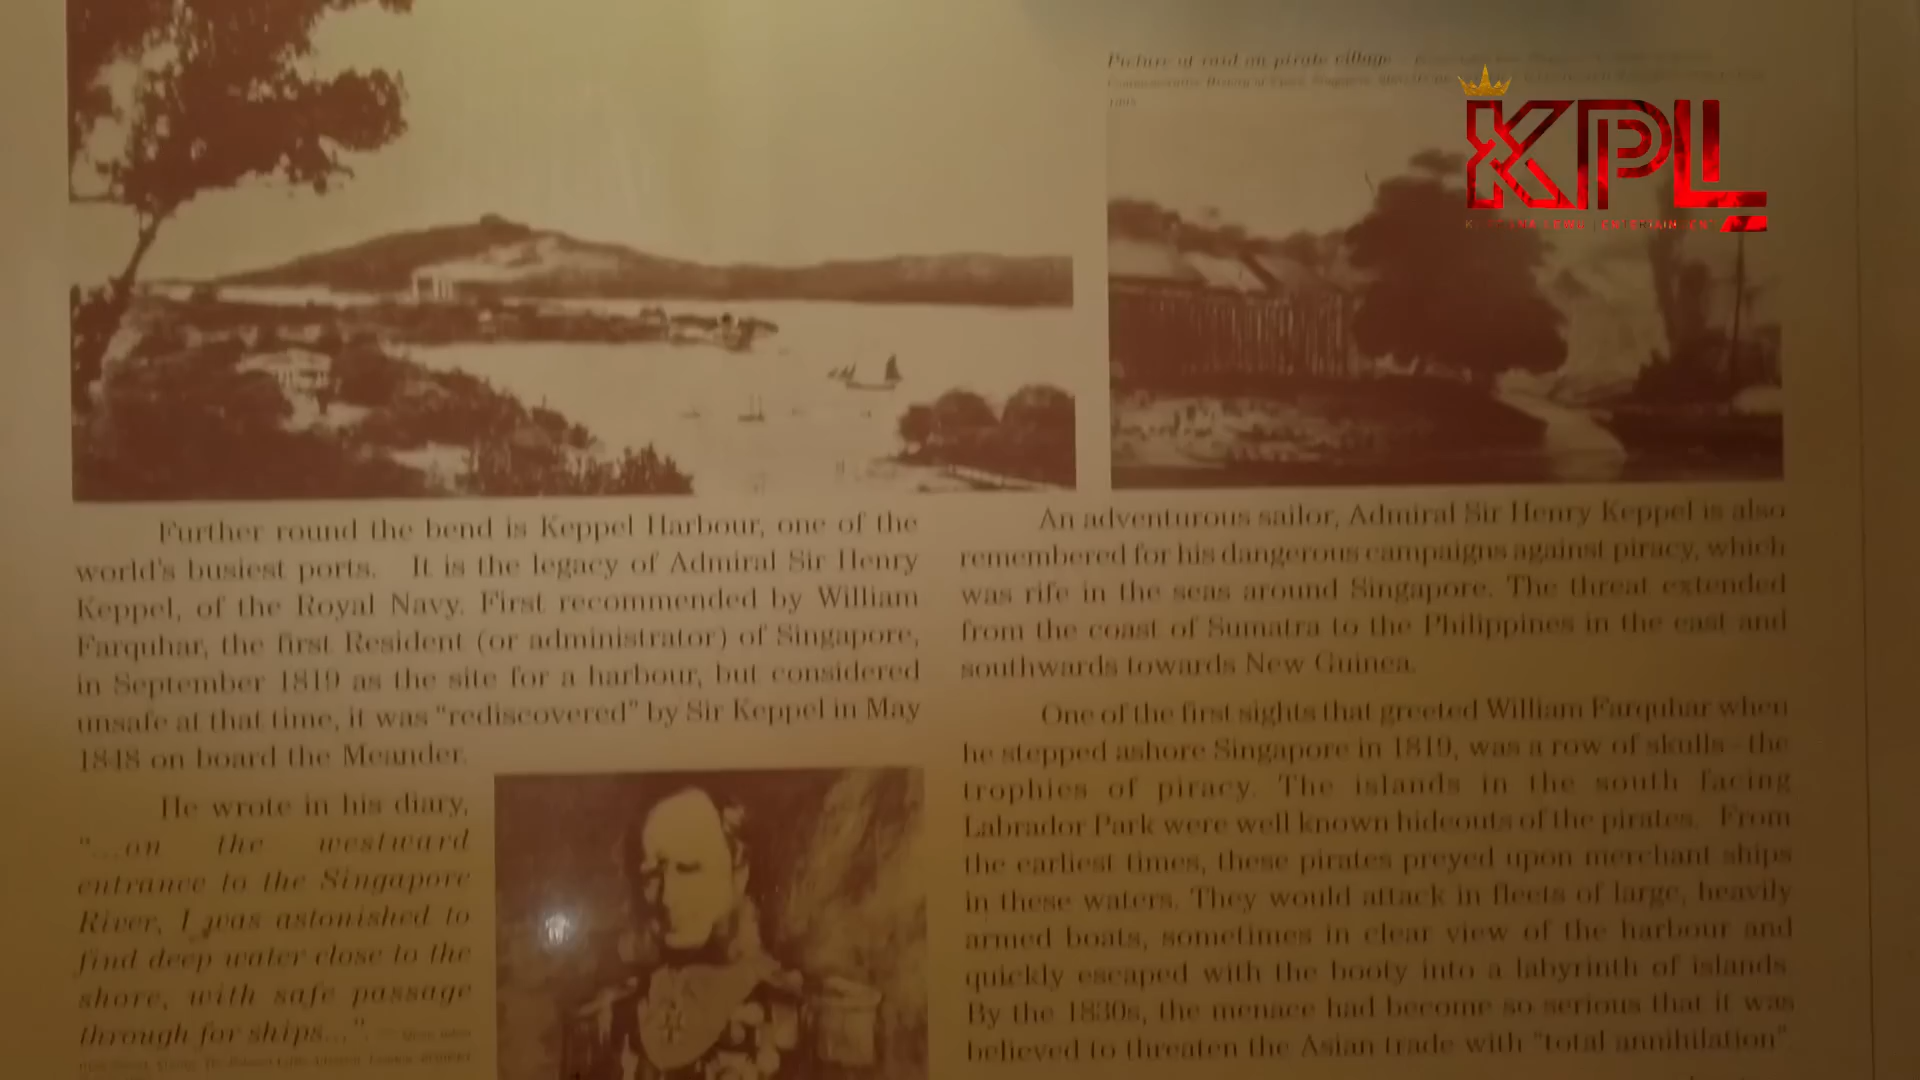 Picture of raid on pirate village
KPL
Further round the bend is Keppel Harbour, one of the
world's busiest ports. It is the legacy of Admiral Sir Henry
Keppel, of the Royal Navy. First recommended by William
Farquhar, the first Resident (or administrator) of Singapore,
in September 1819 as the site for a harbour, but considered
unsafe at that time, it was "rediscovered" by Sir Keppel in May
1848 on board the Meander.
He wrote in his diary,
"...on the westward
entrance to the Singapore
River, I was astonished to
find deep water close to the
shore, with safe passage
through for ships...".
An adventurous sailor, Admiral Sir Henry Keppel is also
remembered for his dangerous campaigns against piracy, which
was rife in the seas around Singapore. The threat extended
from the coast of Sumatra to the Philippines in the east and
southwards towards New Guinea.
One of the first sights that greeted William Farquhar when
he stepped ashore Singapore in 1819, was a row of skulls - the
trophies of piracy. The islands in the south facing
Labrador Park were well known hideouts of the pirates. From
the earliest times, these pirates preyed upon merchant ships
in these waters. They would attack in fleets of large, heavily
armed boats, sometimes in clear view of the harbour and
quickly escaped with the booty into a labyrinth of islands.
By the 1830s, the menace had become so serious that it was
believed to threaten the Asian trade with "total annihilation".